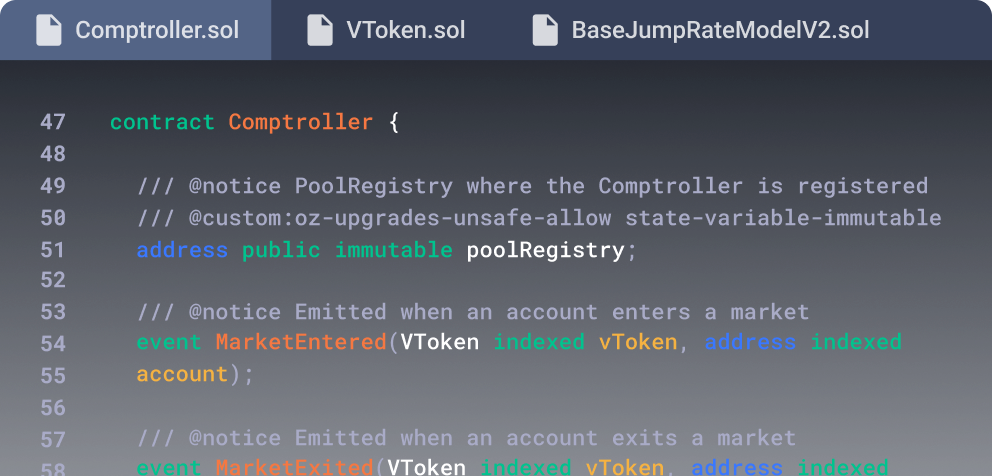 Comptroller.sol VToken.sol BaseJumpRateModelV2.sol
47 contract Comptroller {
48
49 /// @notice PoolRegistry where the Comptroller is registered
50 /// @custom:oz-upgrades-unsafe-allow state-variable-immutable
51 address public immutable poolRegistry;
52
53 /// @notice Emitted when an account enters a market
54 event MarketEntered(VToken indexed vToken, address indexed
55 account);
56
57 /// @notice Emitted when an account exits a market
58 event MarketExited(VToken indexed vToken, address indexed